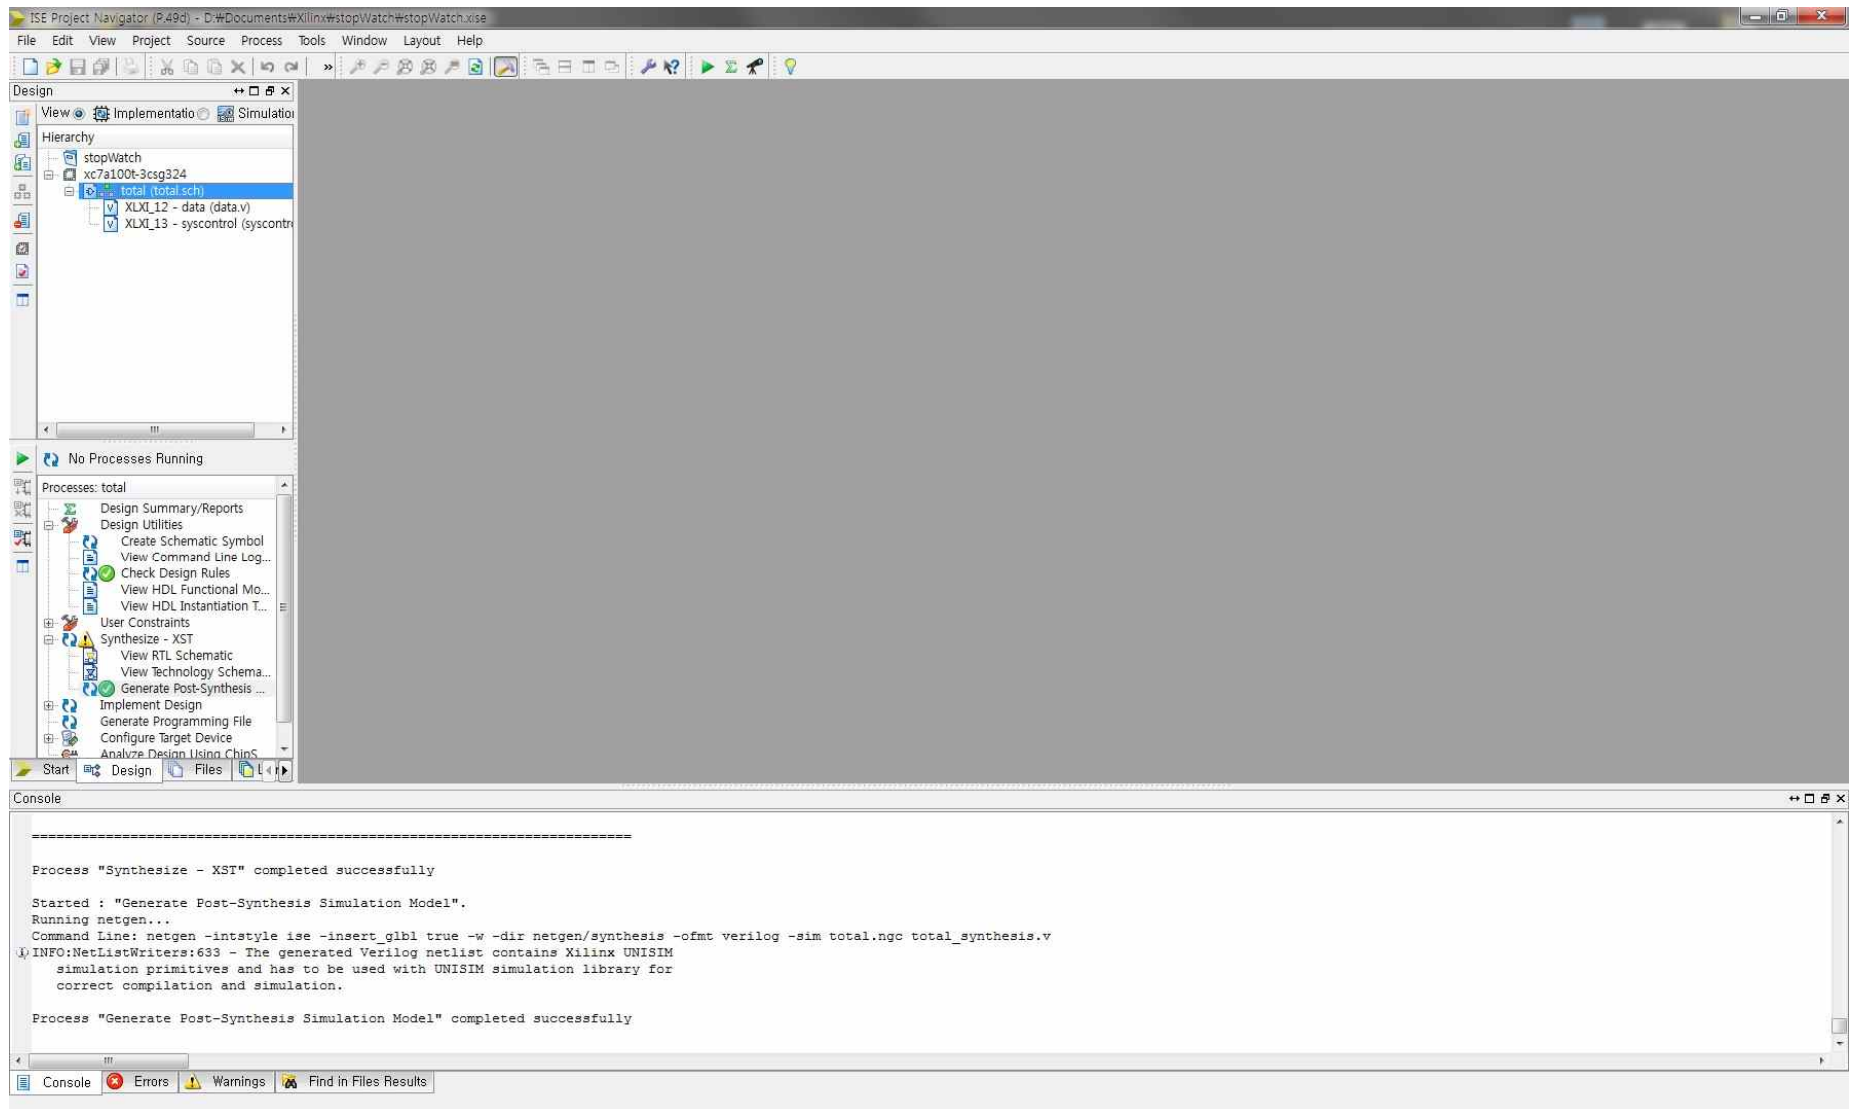 ISE Project Navigator (P.49d) - D:₩Documents₩Xilinx₩stopWatch₩stopWatch.xise
File Edit View Project Source Process Tools Window Layout Help
Design
View Implementatio Simulation
Hierarchy
stopWatch
xc7a100t-3csg324
total (total.sch)
XLXI_12 - data (data.v)
XLXI_13 - syscontrol (syscontro
No Processes Running
Processes: total
Design Summary/Reports
Design Utilities
Create Schematic Symbol
View Command Line Log...
Check Design Rules
View HDL Functional Mo...
View HDL Instantiation T...
User Constraints
Synthesize - XST
View RTL Schematic
View Technology Schema...
Generate Post-Synthesis ...
Implement Design
Generate Programming File
Configure Target Device
Analyze Design Using ChipS
Start Design Files
Console
=========================================================================
Process "Synthesize - XST" completed successfully
Started : "Generate Post-Synthesis Simulation Model".
Running netgen...
Command Line: netgen -intstyle ise -insert_glbl true -w -dir netgen/synthesis -ofmt verilog -sim total.ngc total_synthesis.v
INFO:NetListWriters:633 - The generated Verilog netlist contains Xilinx UNISIM
simulation primitives and has to be used with UNISIM simulation library for
correct compilation and simulation.
Process "Generate Post-Synthesis Simulation Model" completed successfully
Console Errors Warnings Find in Files Results